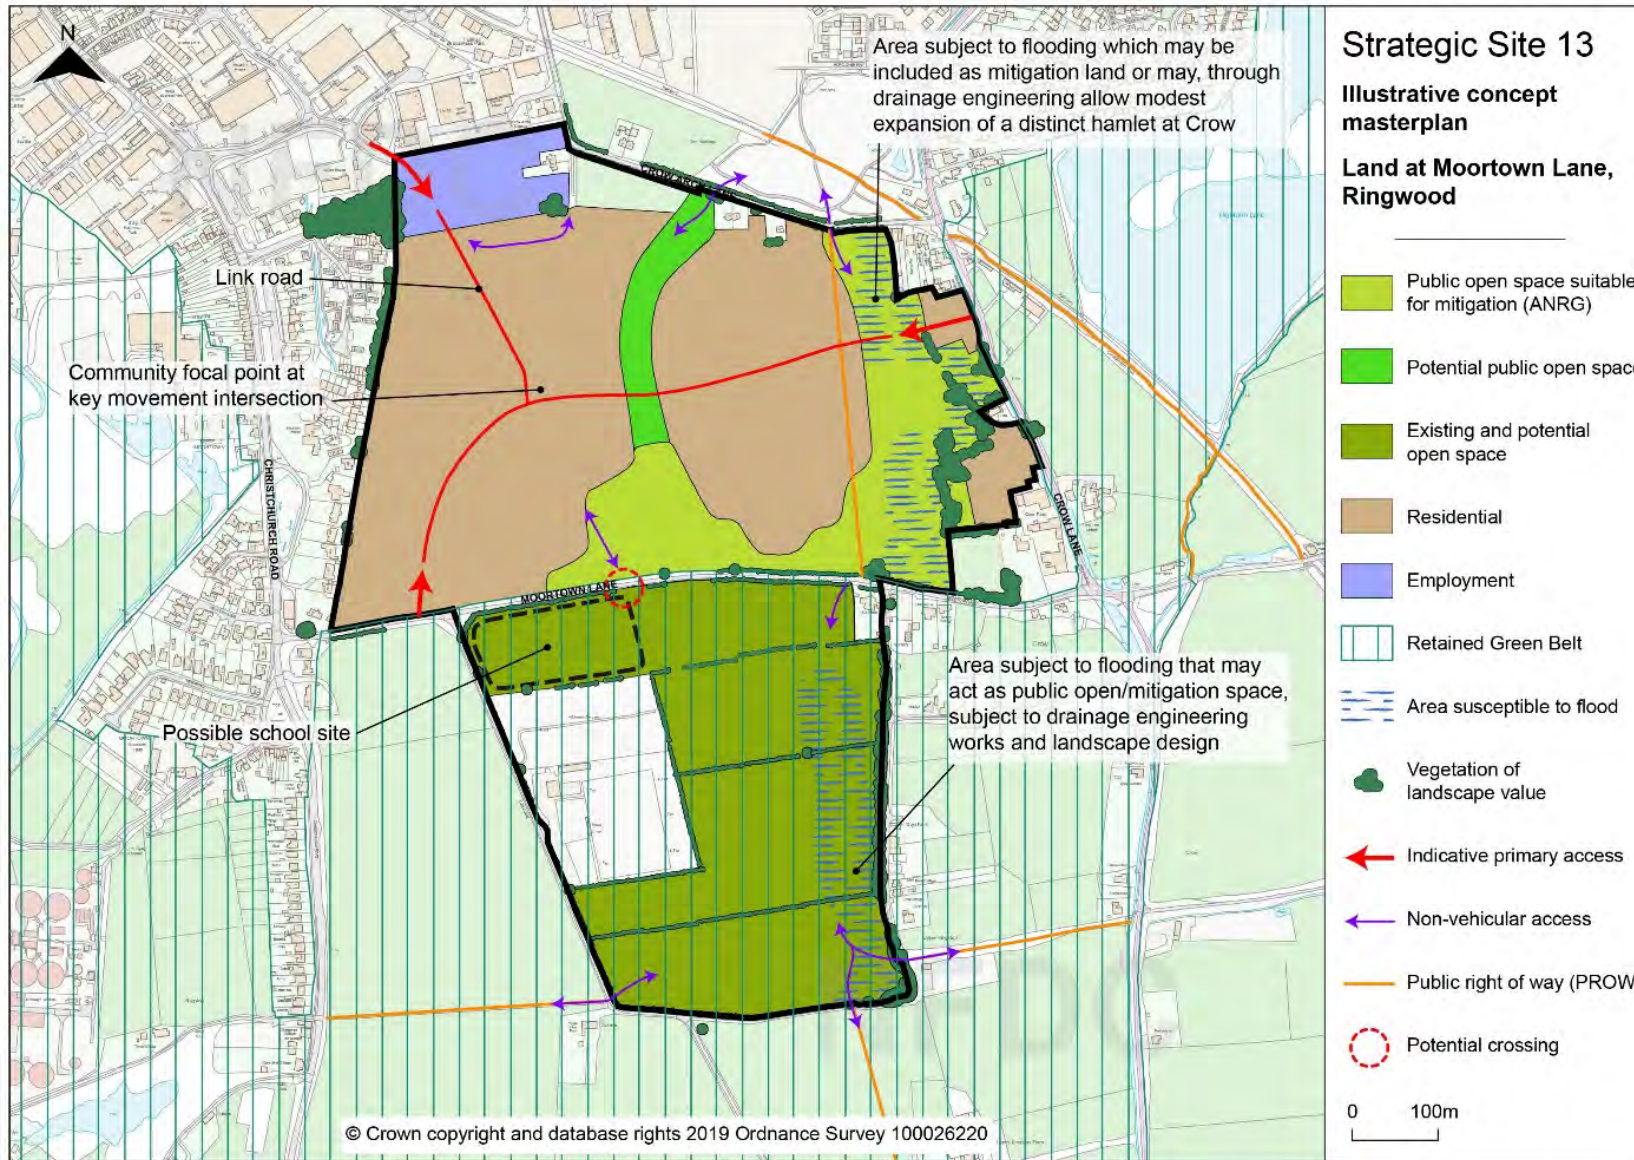 N
Area subject to flooding which may be
included as mitigation land or may, through
drainage engineering allow modest
expansion of a distinct hamlet at Crow
Link road
Community focal point at
key movement intersection
CHRISTCHURCH ROAD
CROW LANE
MOORTOWN LANE
Possible school site
Area subject to flooding that may
act as public open/mitigation space,
subject to drainage engineering
works and landscape design
© Crown copyright and database rights 2019 Ordnance Survey 100026220
Strategic Site 13
Illustrative concept
masterplan
Land at Moortown Lane,
Ringwood
Public open space suitable
for mitigation (ANRG)
Potential public open space
Existing and potential
open space
Residential
Employment
Retained Green Belt
Area susceptible to flood
Vegetation of
landscape value
Indicative primary access
Non-vehicular access
Public right of way (PROW
Potential crossing
0 100m